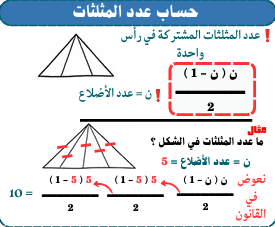 حساب عدد المثلثات
! عدد المثلثات المشتركة في رأس
واحدة
ن (ن - 1)
2
! ن = عدد الأضلاع
مثال
ما عدد المثلثات في الشكل ؟
ن = عدد الأضلاع = 5
نعوض في القانون
ن (ن - 1) 5 (5 - 1) 5 (5 - 1)
2 2 2 = 10